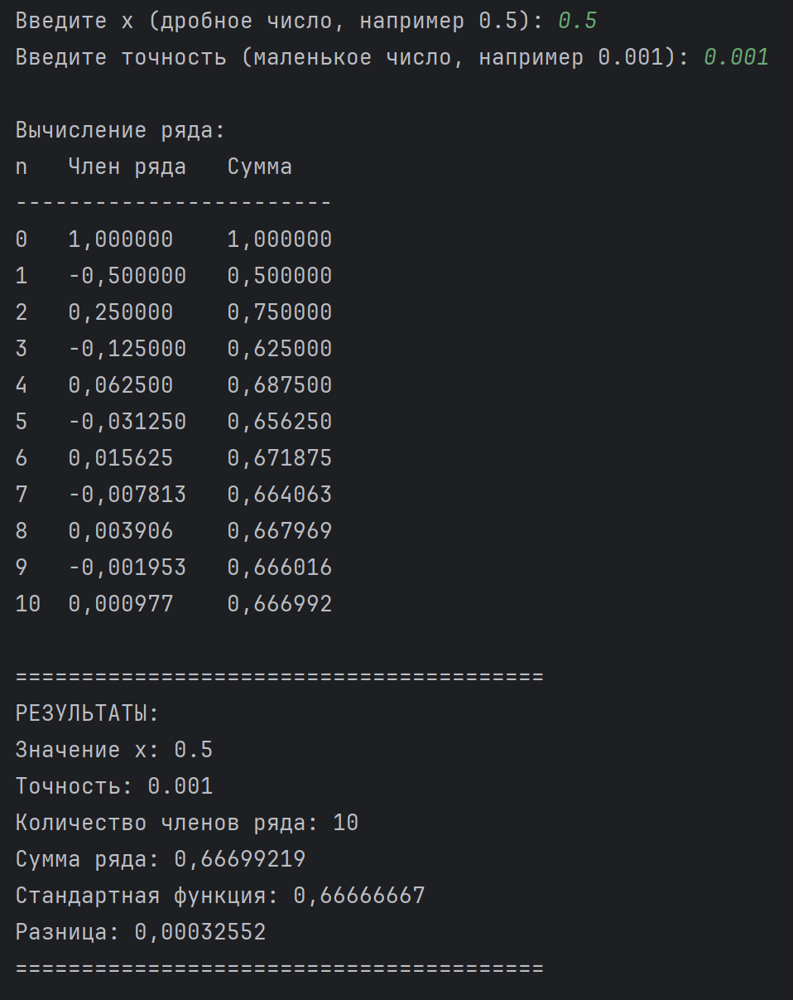 Введите x (дробное число, например 0.5): 0.5
Введите точность (маленькое число, например 0.001): 0.001
Вычисление ряда:
n   Член ряда   Сумма
------------------------
0   1,000000    1,000000
1   -0,500000   0,500000
2   0,250000    0,750000
3   -0,125000   0,625000
4   0,062500    0,687500
5   -0,031250   0,656250
6   0,015625    0,671875
7   -0,007813   0,664063
8   0,003906    0,667969
9   -0,001953   0,666016
10  0,000977    0,666992
========================================
РЕЗУЛЬТАТЫ:
Значение x: 0.5
Точность: 0.001
Количество членов ряда: 10
Сумма ряда: 0,66699219
Стандартная функция: 0,66666667
Разница: 0,00032552
========================================